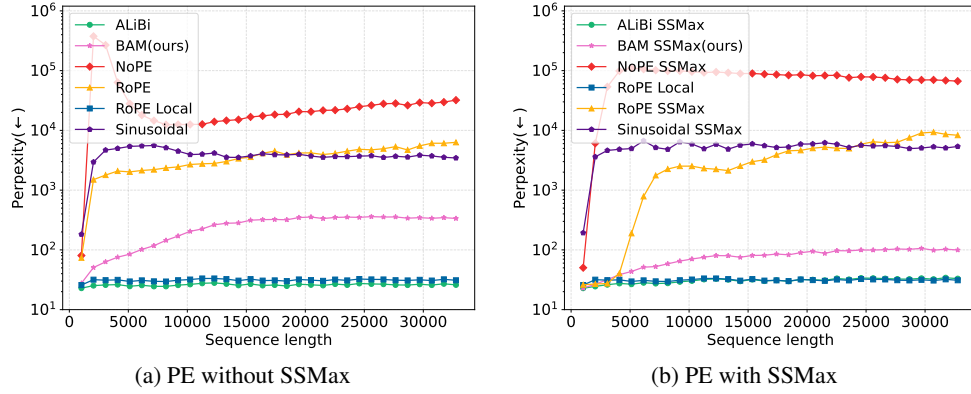 10^6
10^5
10^4
10^3
10^2
10^1
Perpexity(←)
ALiBi
BAM(ours)
NoPE
RoPE
RoPE Local
Sinusoidal
0 5000 10000 15000 20000 25000 30000
Sequence length
(a) PE without SSMax
10^6
10^5
10^4
10^3
10^2
10^1
Perpexity(←)
ALiBi SSMax
BAM SSMax(ours)
NoPE SSMax
RoPE Local
RoPE SSMax
Sinusoidal SSMax
0 5000 10000 15000 20000 25000 30000
Sequence length
(b) PE with SSMax